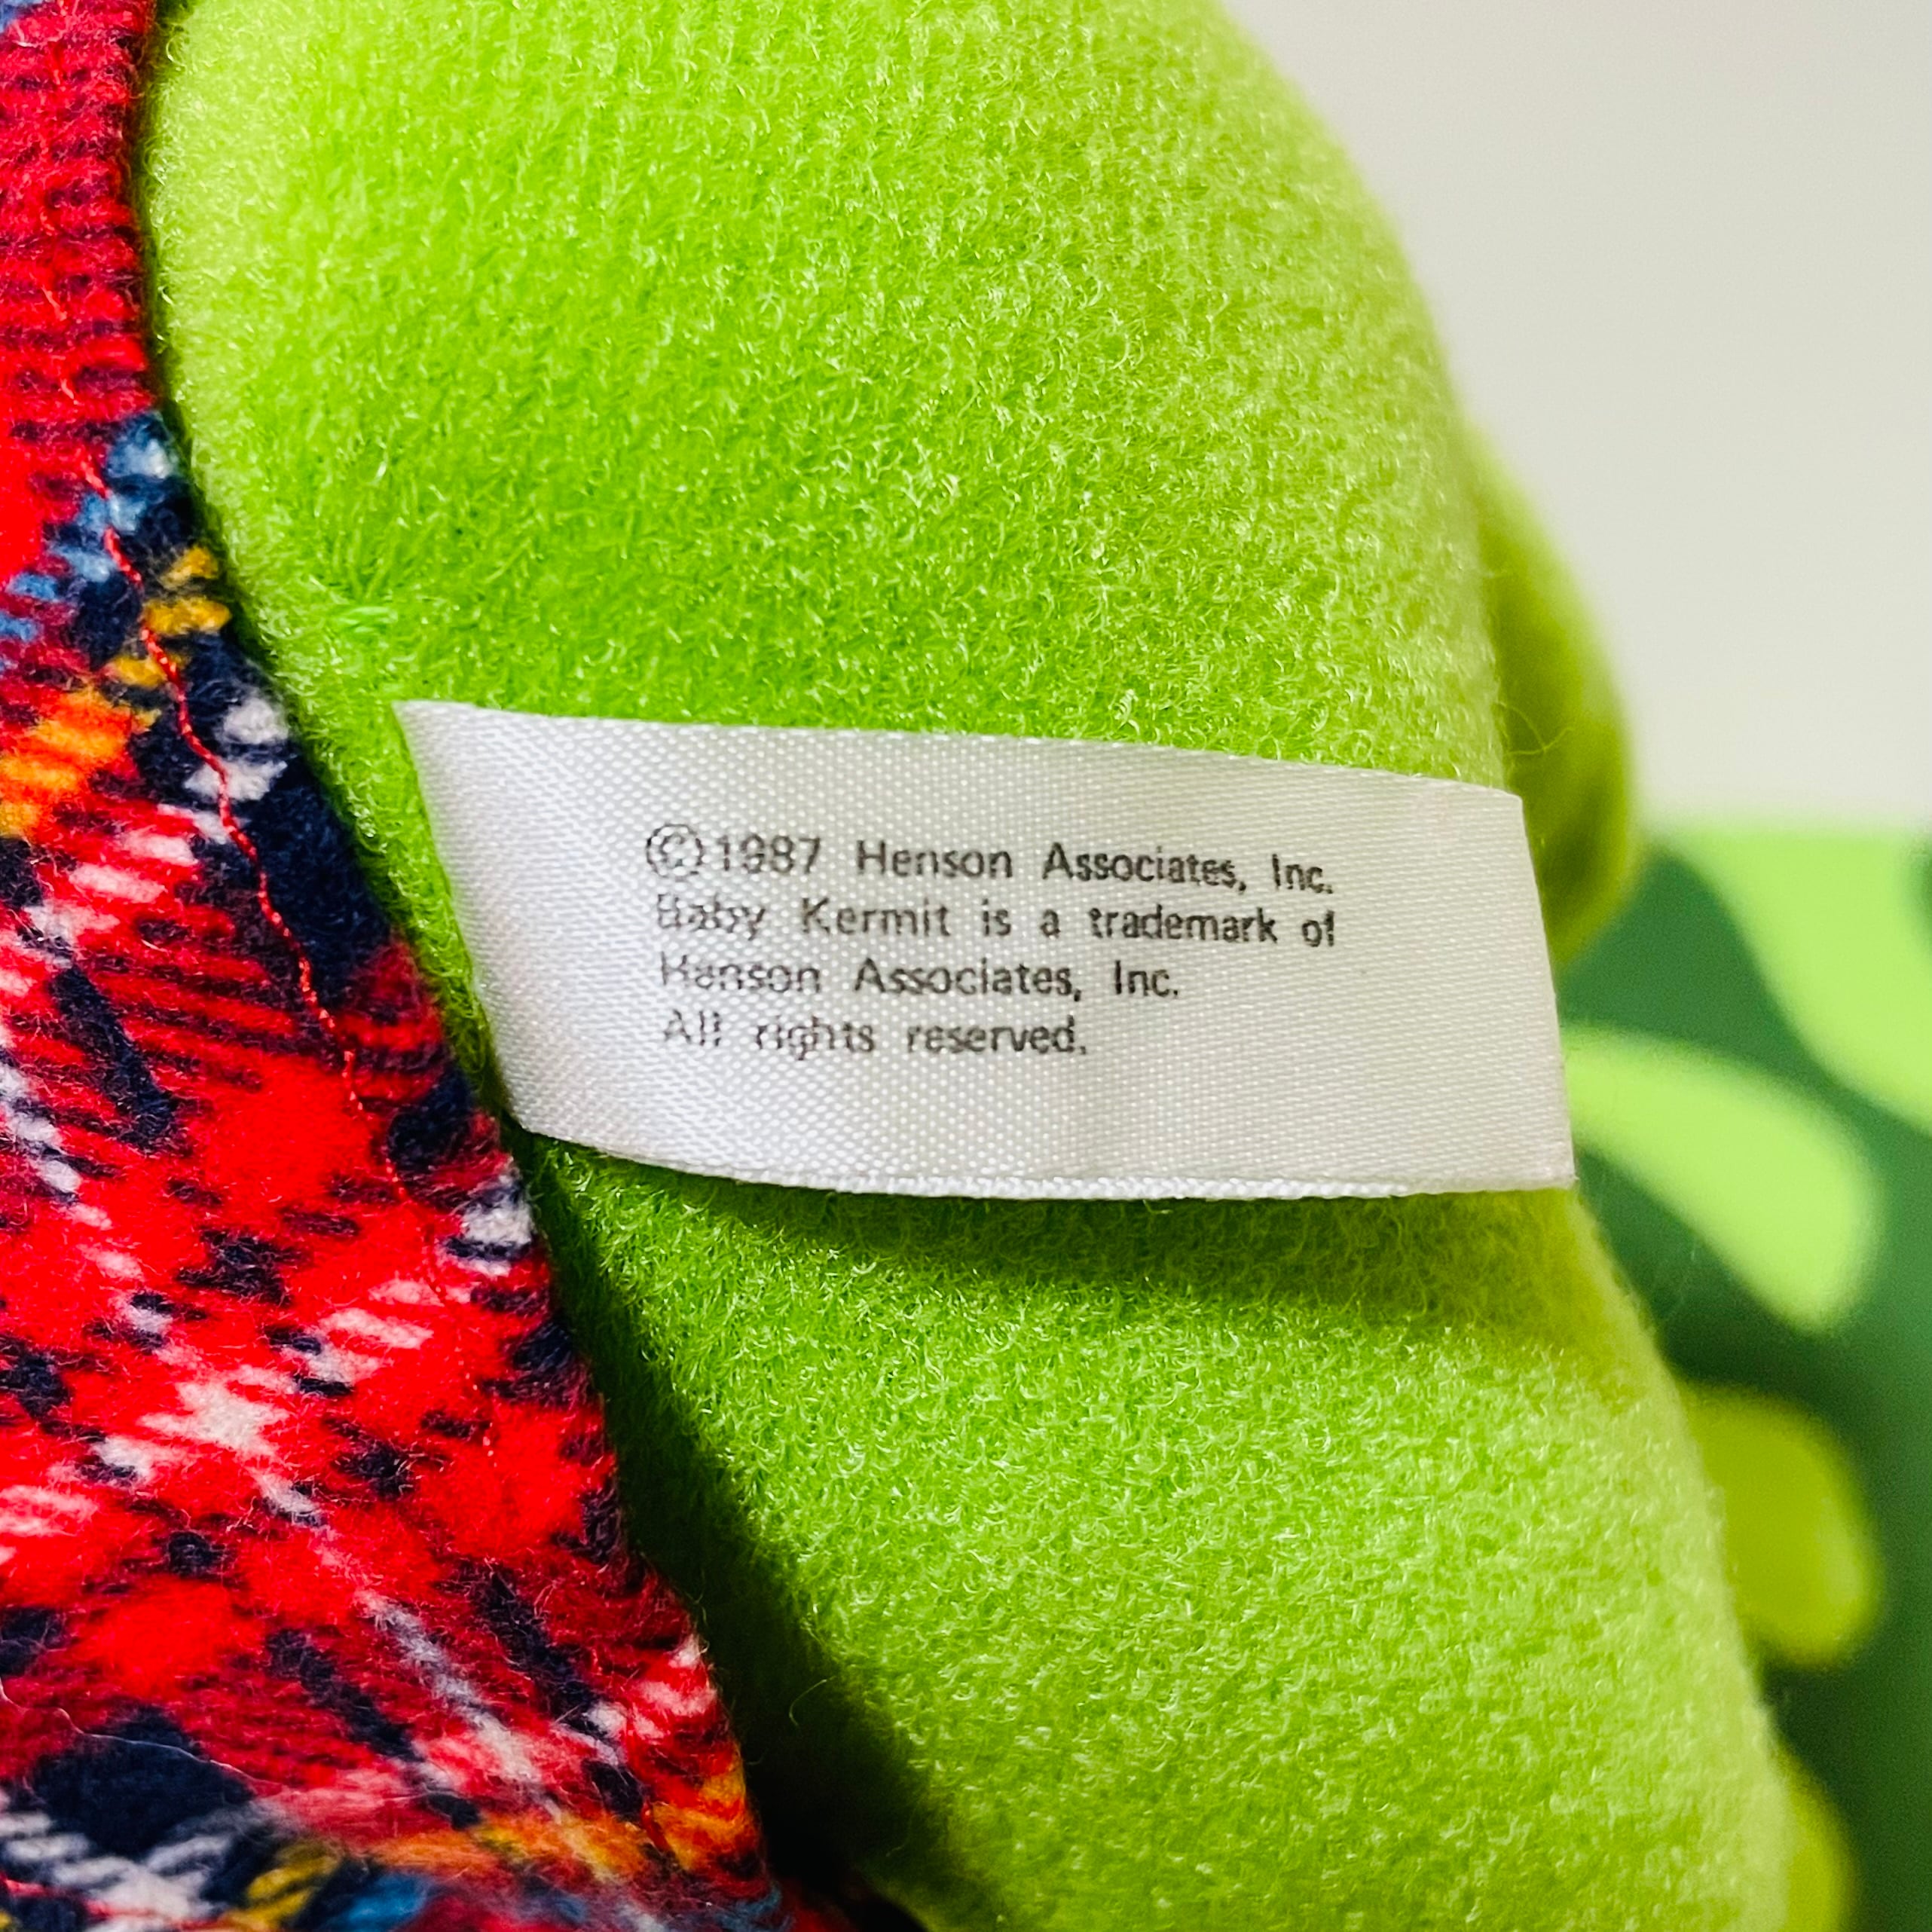 ©1987 Henson Associates, Inc.
Baby Kermit is a trademark of
Henson Associates, Inc.
All rights reserved.